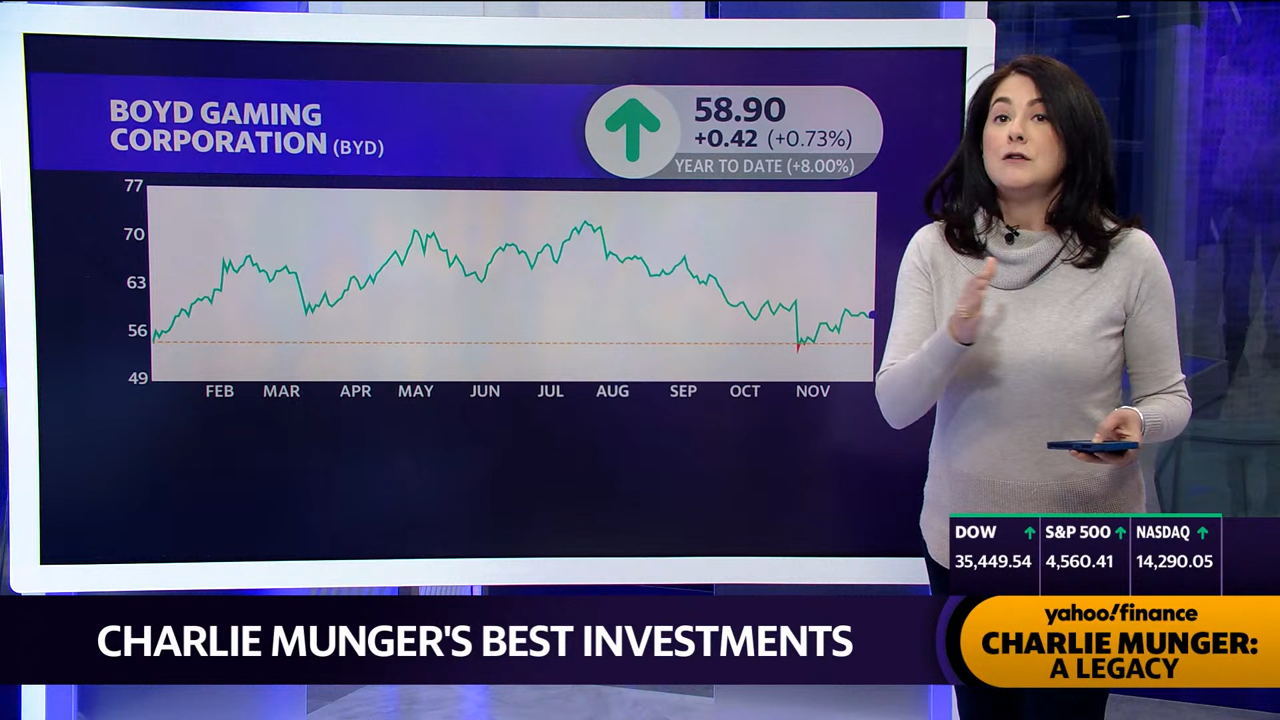 BOYD GAMING
CORPORATION (BYD)
58.90
+0.42 (+0.73%)
YEAR TO DATE (+8.00%)
77
70
63
56
49
FEB MAR APR MAY JUN JUL AUG SEP OCT NOV
DOW S&P 500 NASDAQ
35,449.54 4,560.41 14,290.05
CHARLIE MUNGER'S BEST INVESTMENTS
yahoo!finance
CHARLIE MUNGER:
A LEGACY